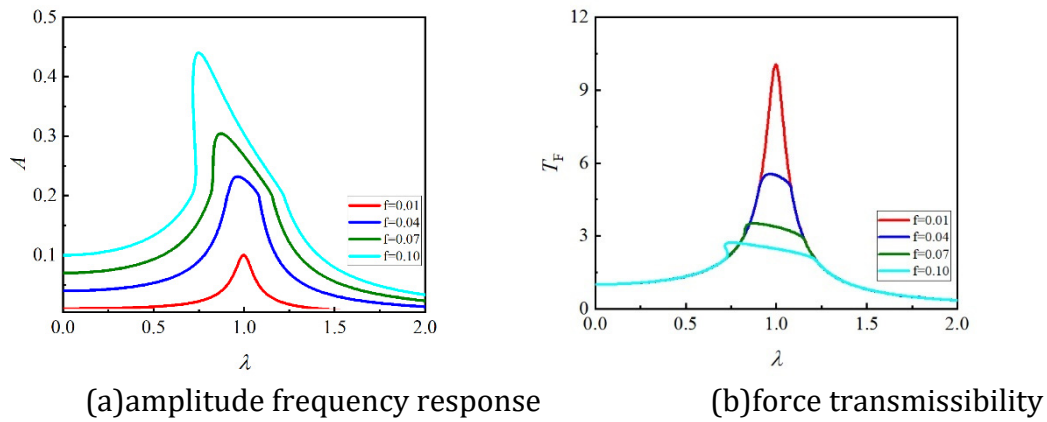 0.5
0.4
0.3
0.2
0.1
A
0.0 0.5 1.0 1.5 2.0
λ
f=0.01
f=0.04
f=0.07
f=0.10
12
9
6
3
0
T_F
0.0 0.5 1.0 1.5 2.0
λ
f=0.01
f=0.04
f=0.07
f=0.10
(a)amplitude frequency response
(b)force transmissibility